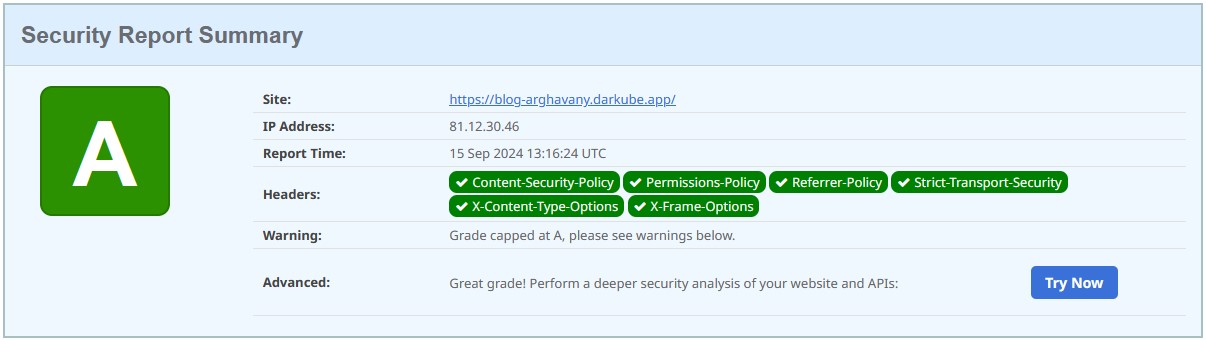 Security Report Summary
A
Site: https://blog-arghavany.darkube.app/
IP Address: 81.12.30.46
Report Time: 15 Sep 2024 13:16:24 UTC
Headers: ✔ Content-Security-Policy ✔ Permissions-Policy ✔ Referrer-Policy ✔ Strict-Transport-Security
✔ X-Content-Type-Options ✔ X-Frame-Options
Warning: Grade capped at A, please see warnings below.
Advanced: Great grade! Perform a deeper security analysis of your website and APIs: Try Now